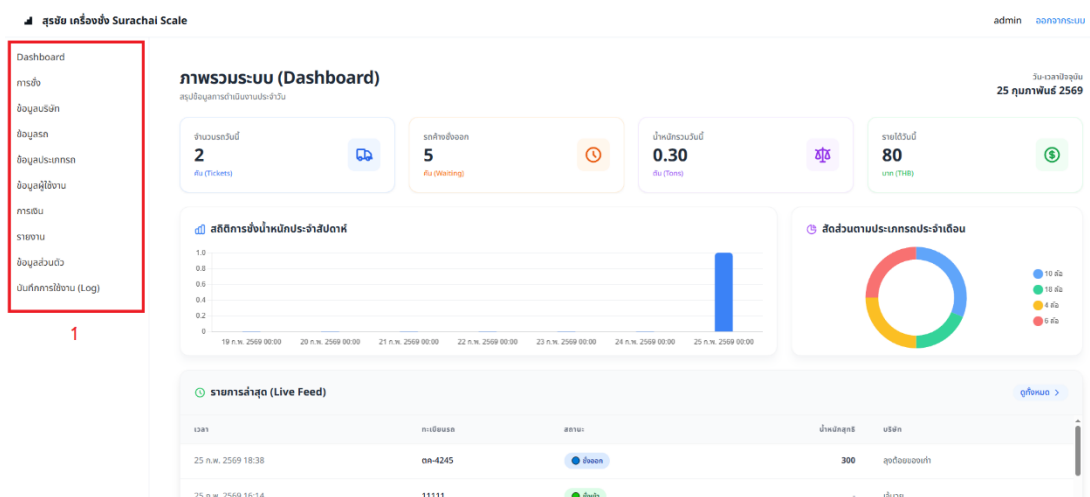 สุรชัย เครื่องชั่ง Surachai Scale
admin ออกจากระบบ
Dashboard
การชั่ง
ข้อมูลบริษัท
ข้อมูลรถ
ข้อมูลประเภทรถ
ข้อมูลผู้ใช้งาน
การเงิน
รายงาน
ข้อมูลส่วนตัว
บันทึกการใช้งาน (Log)
1
ภาพรวมระบบ (Dashboard)
สรุปข้อมูลการดำเนินงานประจำวัน
วัน-เวลาปัจจุบัน
25 กุมภาพันธ์ 2569
จำนวนรถวันนี้
2
คัน (Tickets)
รถค้างชั่งออก
5
คัน (Waiting)
น้ำหนักรวมวันนี้
0.30
ตัน (Tons)
รายได้วันนี้
80
บาท (THB)
สถิติการชั่งน้ำหนักประจำสัปดาห์
1.0
0.8
0.6
0.4
0.2
0
19 ก.พ. 2569 00:00 20 ก.พ. 2569 00:00 21 ก.พ. 2569 00:00 22 ก.พ. 2569 00:00 23 ก.พ. 2569 00:00 24 ก.พ. 2569 00:00 25 ก.พ. 2569 00:00
สัดส่วนตามประเภทรถประจำเดือน
10 ล้อ
18 ล้อ
4 ล้อ
6 ล้อ
รายการล่าสุด (Live Feed)
ดูทั้งหมด >
เวลา ทะเบียนรถ สถานะ น้ำหนักสุทธิ บริษัท
25 ก.พ. 2569 18:38 ตค-4245 ชั่งออก 300 ลุงต้อยของเก่า
25 ก.พ. 2569 16:14 11111 ชั่งเข้า -